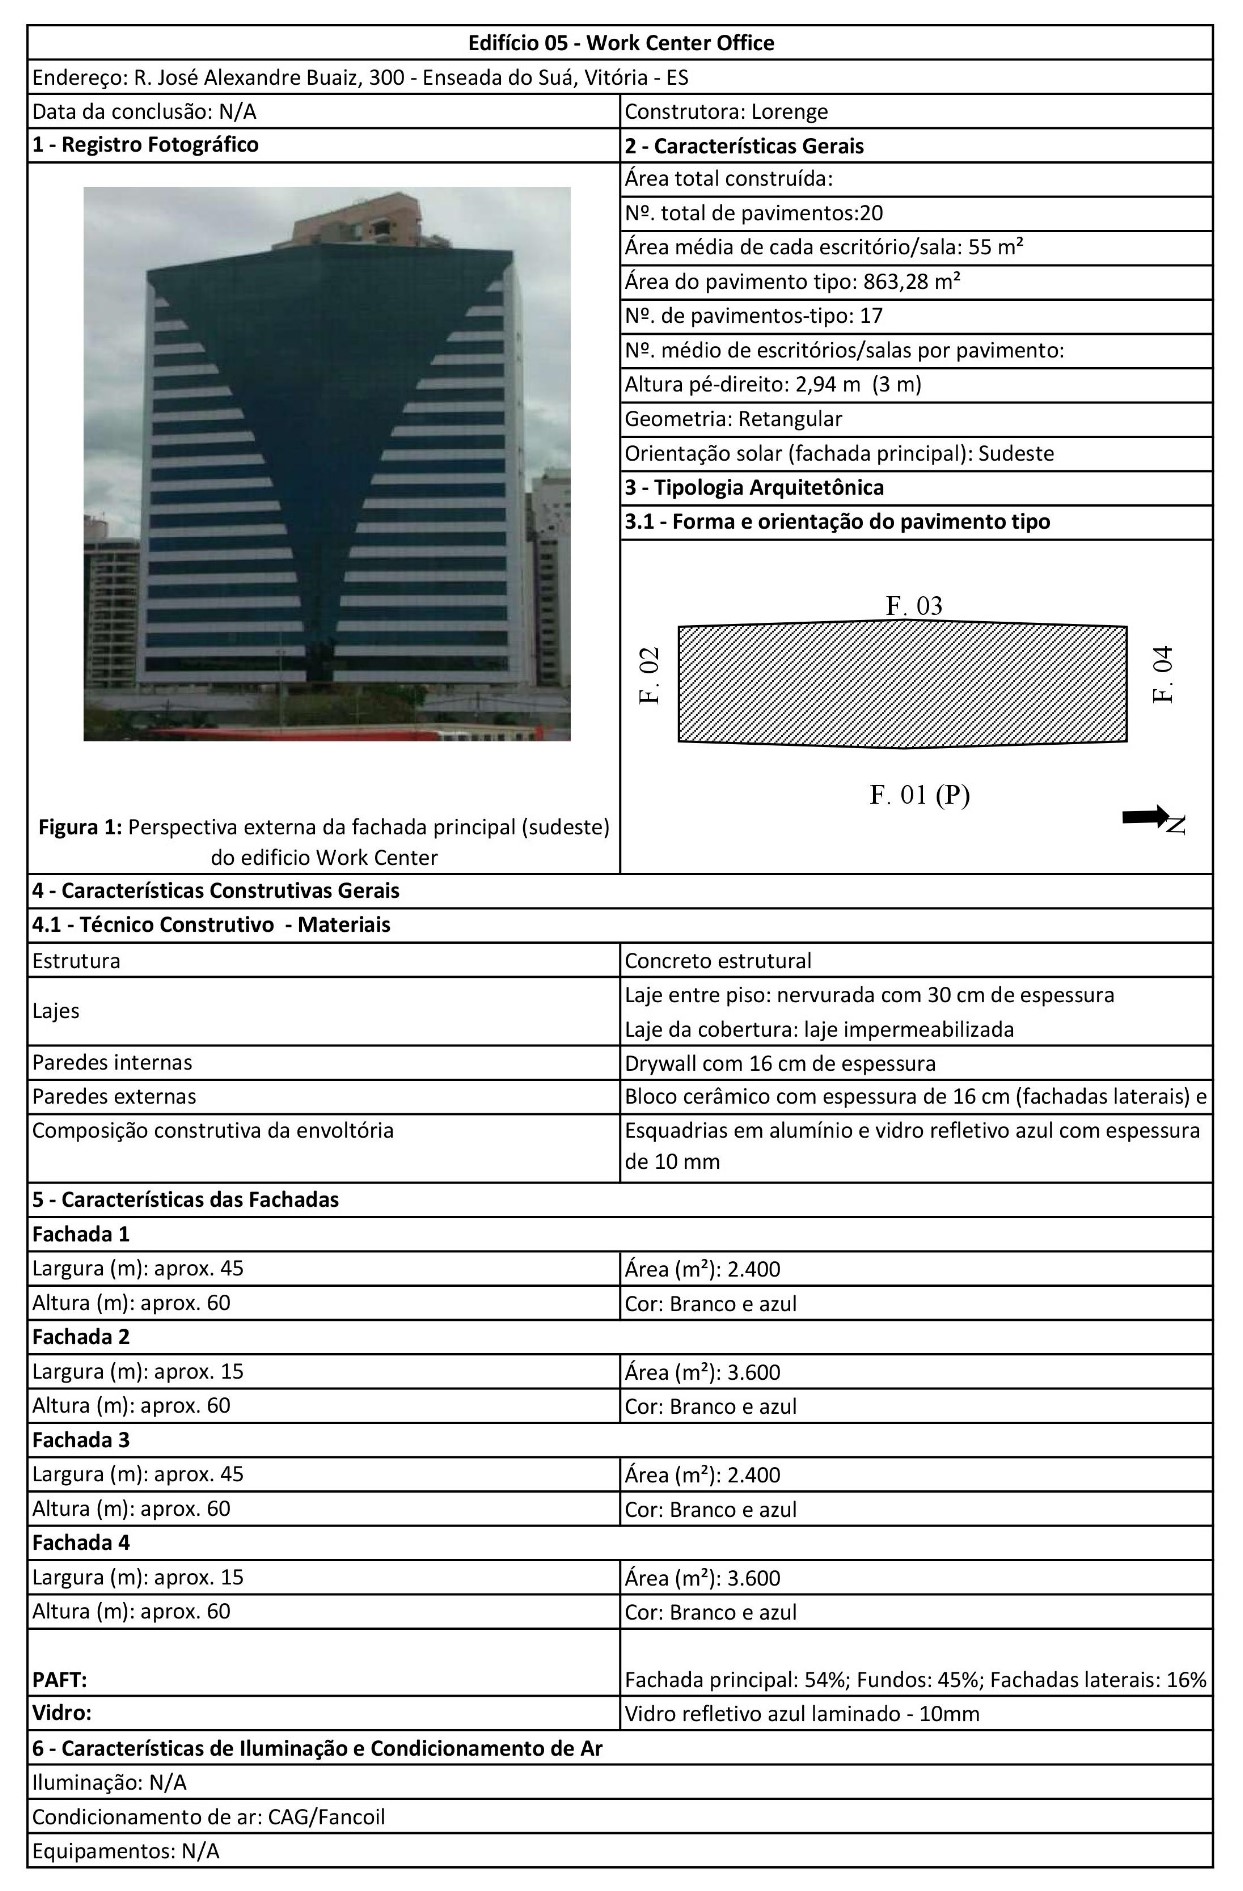 Edifício 05 - Work Center Office
Endereço: R. José Alexandre Buaiz, 300 - Enseada do Suá, Vitória - ES
Data da conclusão: N/A
Construtora: Lorenge
1 - Registro Fotográfico
2 - Características Gerais
Área total construída:
Nº. total de pavimentos:20
Área média de cada escritório/sala: 55 m²
Área do pavimento tipo: 863,28 m²
Nº. de pavimentos-tipo: 17
Nº. médio de escritórios/salas por pavimento:
Altura pé-direito: 2,94 m (3 m)
Geometria: Retangular
Orientação solar (fachada principal): Sudeste
3 - Tipologia Arquitetônica
3.1 - Forma e orientação do pavimento tipo
F. 03
F. 02
F. 04
F. 01 (P)
N
Figura 1: Perspectiva externa da fachada principal (sudeste)
do edificio Work Center
4 - Características Construtivas Gerais
4.1 - Técnico Construtivo - Materiais
Estrutura
Concreto estrutural
Lajes
Laje entre piso: nervurada com 30 cm de espessura
Laje da cobertura: laje impermeabilizada
Paredes internas
Drywall com 16 cm de espessura
Paredes externas
Bloco cerâmico com espessura de 16 cm (fachadas laterais) e
Composição construtiva da envoltória
Esquadrias em alumínio e vidro refletivo azul com espessura
de 10 mm
5 - Características das Fachadas
Fachada 1
Largura (m): aprox. 45
Área (m²): 2.400
Altura (m): aprox. 60
Cor: Branco e azul
Fachada 2
Largura (m): aprox. 15
Área (m²): 3.600
Altura (m): aprox. 60
Cor: Branco e azul
Fachada 3
Largura (m): aprox. 45
Área (m²): 2.400
Altura (m): aprox. 60
Cor: Branco e azul
Fachada 4
Largura (m): aprox. 15
Área (m²): 3.600
Altura (m): aprox. 60
Cor: Branco e azul
PAFT:
Fachada principal: 54%; Fundos: 45%; Fachadas laterais: 16%
Vidro:
Vidro refletivo azul laminado - 10mm
6 - Características de Iluminação e Condicionamento de Ar
Iluminação: N/A
Condicionamento de ar: CAG/Fancoil
Equipamentos: N/A